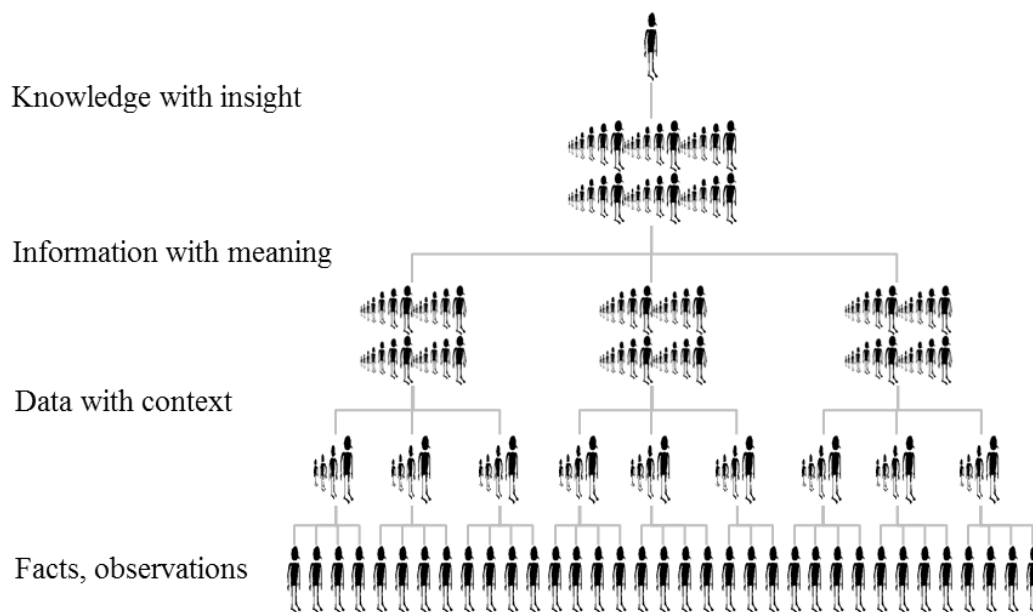 Knowledge with insight
Information with meaning
Data with context
Facts, observations